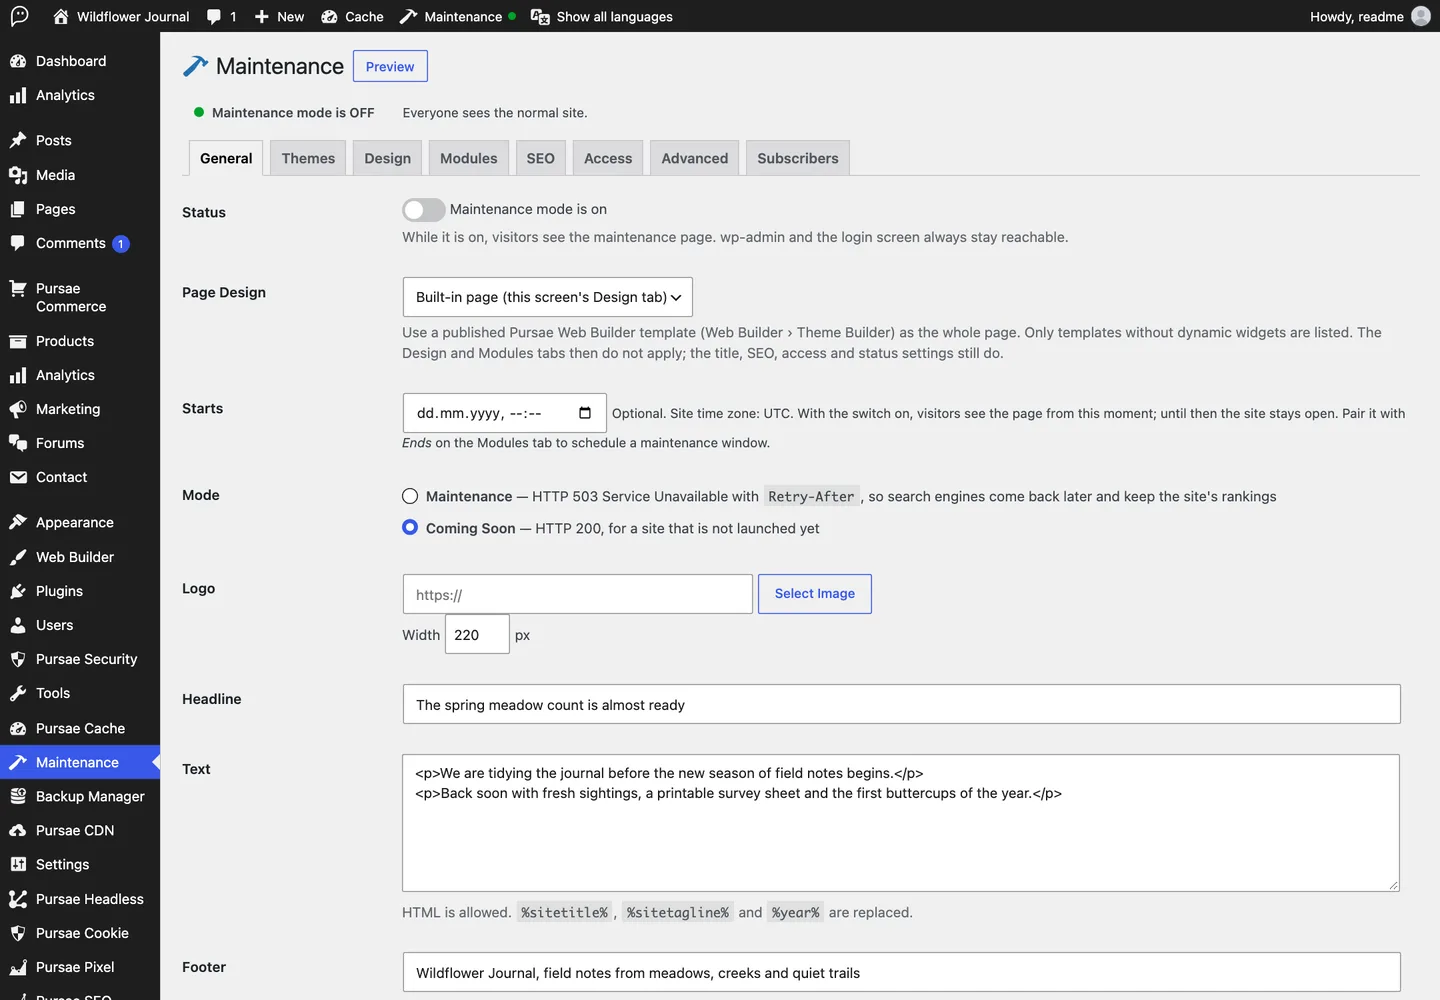 Wildflower Journal
1
New
Cache
Maintenance
Show all languages
Howdy, readme
Dashboard
Analytics
Posts
Media
Pages
Comments 1
Pursae
Commerce
Products
Analytics
Marketing
Forums
Contact
Appearance
Web Builder
Plugins
Users
Pursae Security
Tools
Pursae Cache
Maintenance
Backup Manager
Pursae CDN
Settings
Pursae Headless
Pursae Cookie
Pursae Pixel
Pursae SEO
Maintenance
Preview
Maintenance mode is OFF
Everyone sees the normal site.
General
Themes
Design
Modules
SEO
Access
Advanced
Subscribers
Status
Maintenance mode is on
While it is on, visitors see the maintenance page. wp-admin and the login screen always stay reachable.
Page Design
Built-in page (this screen's Design tab)
Use a published Pursae Web Builder template (Web Builder › Theme Builder) as the whole page. Only templates without dynamic widgets are listed. The
Design and Modules tabs then do not apply; the title, SEO, access and status settings still do.
Starts
dd.mm.yyyy, --:--
Optional. Site time zone: UTC. With the switch on, visitors see the page from this moment; until then the site stays open. Pair it with
Ends on the Modules tab to schedule a maintenance window.
Mode
Maintenance — HTTP 503 Service Unavailable with Retry-After , so search engines come back later and keep the site's rankings
Coming Soon — HTTP 200, for a site that is not launched yet
Logo
https://
Select Image
Width 220 px
Headline
The spring meadow count is almost ready
Text
<p>We are tidying the journal before the new season of field notes begins.</p>
<p>Back soon with fresh sightings, a printable survey sheet and the first buttercups of the year.</p>
HTML is allowed. %sitetitle% , %sitetagline% and %year% are replaced.
Footer
Wildflower Journal, field notes from meadows, creeks and quiet trails